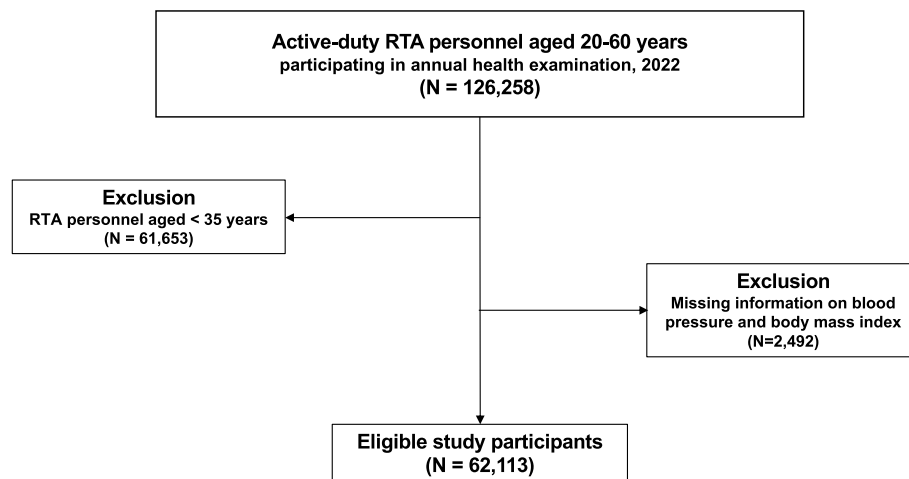 Active-duty RTA personnel aged 20-60 years
participating in annual health examination, 2022
(N = 126,258)
Exclusion
RTA personnel aged < 35 years
(N = 61,653)
Exclusion
Missing information on blood
pressure and body mass index
(N=2,492)
Eligible study participants
(N = 62,113)